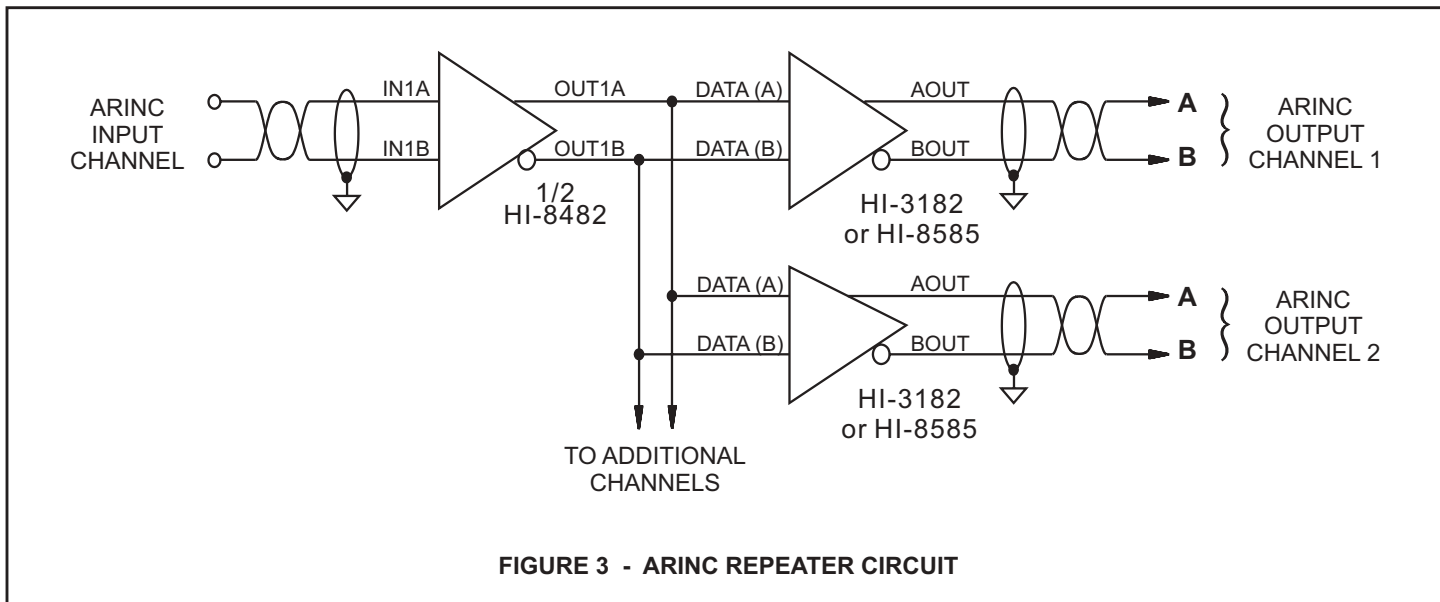 ARINC
INPUT
CHANNEL
IN1A
IN1B
OUT1A
OUT1B
1/2
HI-8482
DATA (A)
DATA (B)
AOUT
BOUT
HI-3182
or HI-8585
A
B
ARINC
OUTPUT
CHANNEL 1
DATA (A)
DATA (B)
AOUT
BOUT
HI-3182
or HI-8585
A
B
ARINC
OUTPUT
CHANNEL 2
TO ADDITIONAL
CHANNELS
FIGURE 3 - ARINC REPEATER CIRCUIT